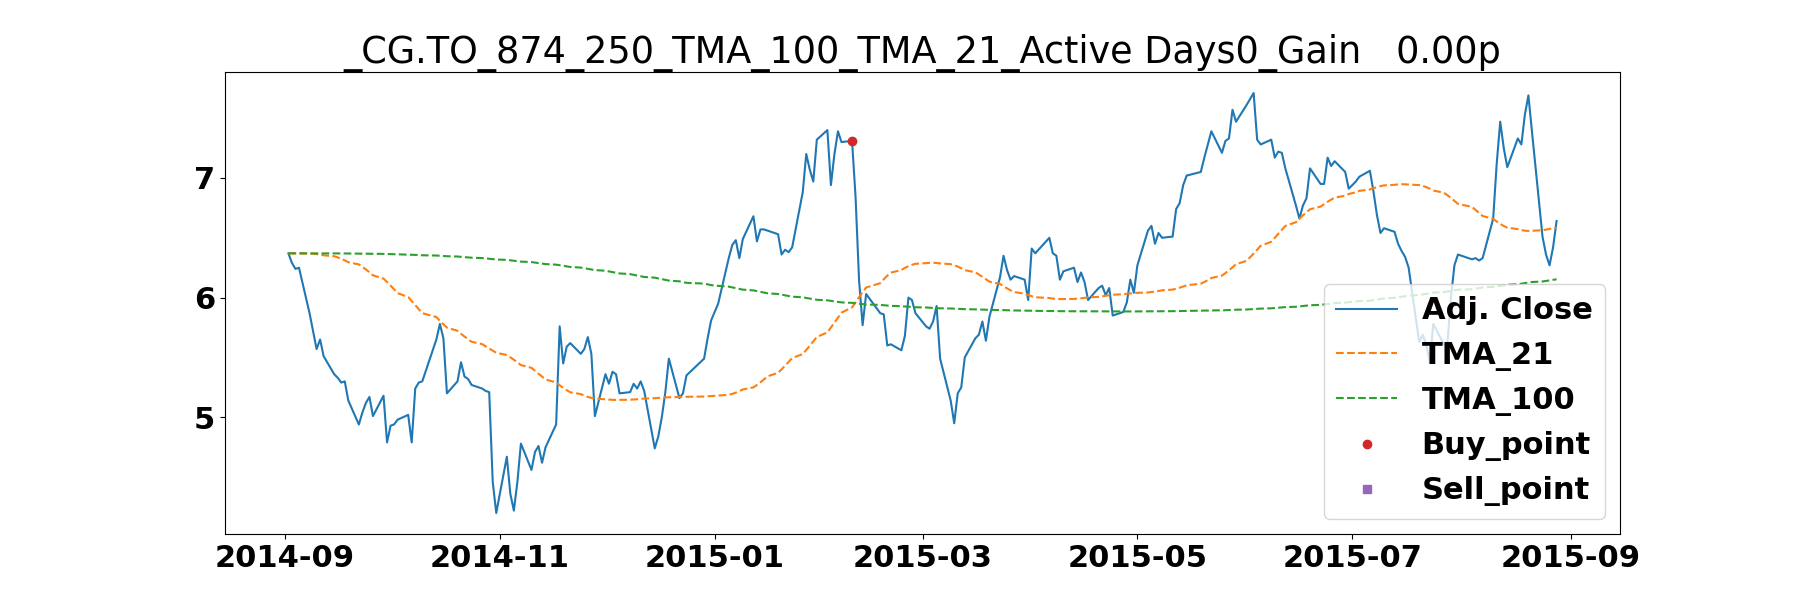 _CG.TO_874_250_TMA_100_TMA_21_Active Days0_Gain   0.00p
7
6
5
2014-09 2014-11 2015-01 2015-03 2015-05 2015-07 2015-09
Adj. Close
TMA_21
TMA_100
Buy_point
Sell_point